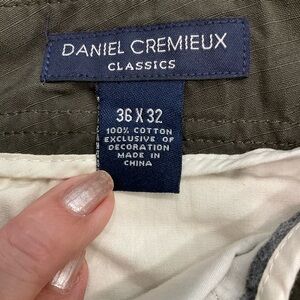 DANIEL CREMIEUX
CLASSICS
36 X 32
100% COTTON
EXCLUSIVE OF
DECORATION
MADE IN
CHINA